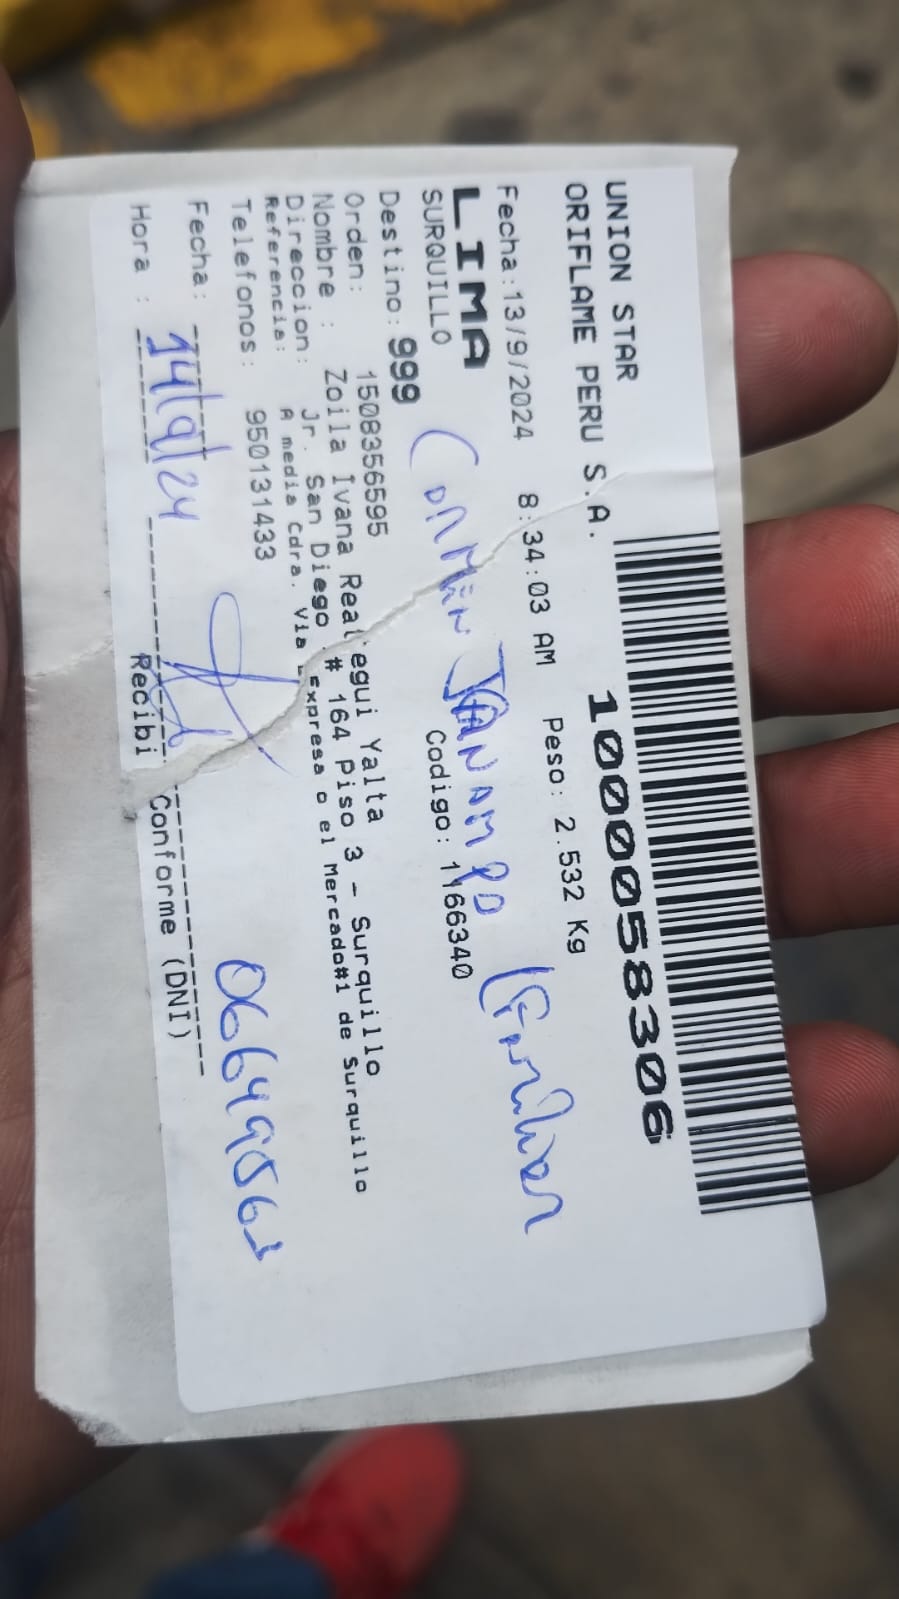 UNION STAR
ORIFLAME PERU S.A.
1000058306
Fecha:13/9/2024 8:34:03 AM Peso: 2.532 Kg
LIMA
SURQUILLO Codigo: 1166340
Destino: 999
Orden: 1508356595
Nombre : Zoila Ivana Reategui Yalta
Direccion: Jr. San Diego # 164 Piso 3 - Surquillo
Referencia: A media Cdra. Via Expresa o el Mercado#1 de Surquillo
Telefonos: 950131433
Fecha: 14/9/24
Hora : Recibi Conforme (DNI)